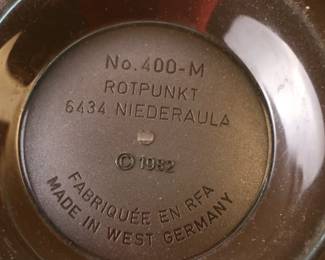 No.400-M
ROTPUNKT
6434 NIEDERAULA
©1982
FABRIQUÉE EN RFA
MADE IN WEST GERMANY